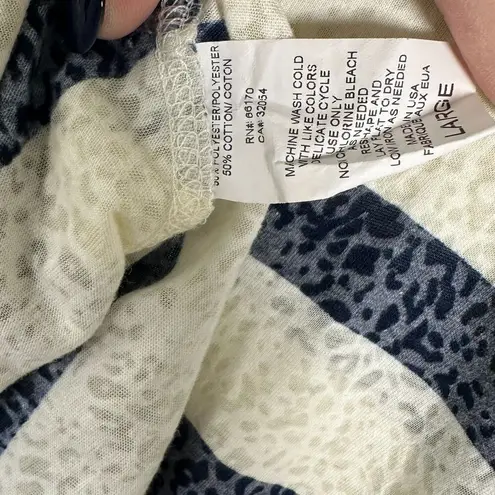 50% POLYESTER/POLYESTER
50% COTTON/ COTON
RN#: 66170
CA#: 32054
MACHINE WASH COLD
WITH LIKE COLORS
DELICATE CYCLE
USE ONLY
NO CHLORINE BLEACH
AS NEEDED
RESHAPE AND
LAY FLAT TO DRY
LOW IRON AS NEEDED
MADE IN USA
FABRIQUE AUX EUA
LARGE